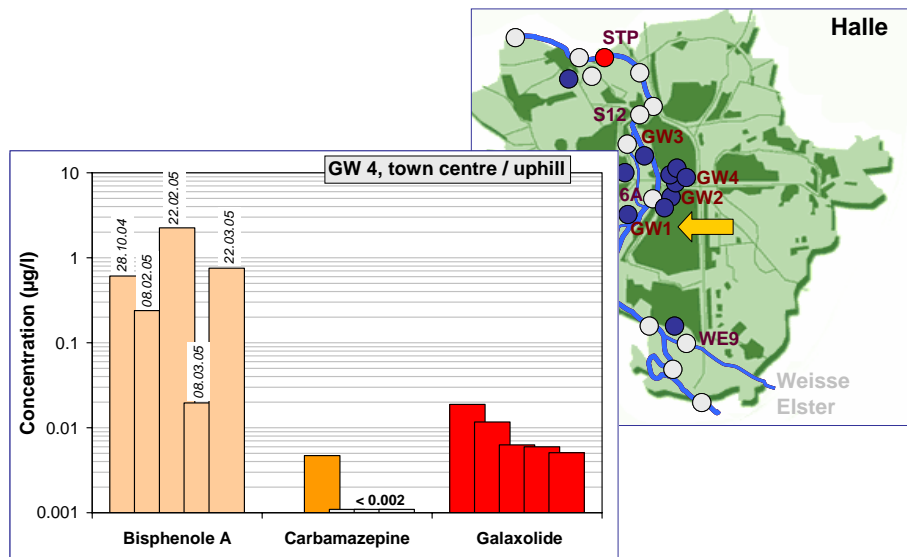 Halle
STP
S12
GW3
GW4
6A
GW2
GW1
WE9
Weisse
Elster
GW 4, town centre / uphill
Concentration (µg/l)
10
1
0.1
0.01
0.001
28.10.04
08.02.05
22.02.05
08.03.05
22.03.05
< 0.002
Bisphenole A
Carbamazepine
Galaxolide